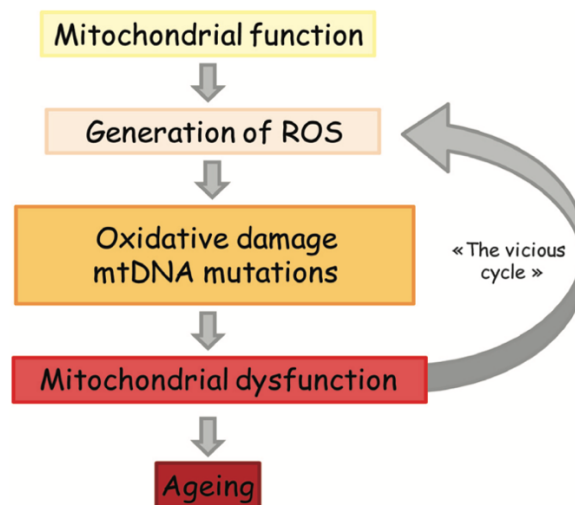 Mitochondrial function
Generation of ROS
Oxidative damage
mtDNA mutations
« The vicious
cycle »
Mitochondrial dysfunction
Ageing